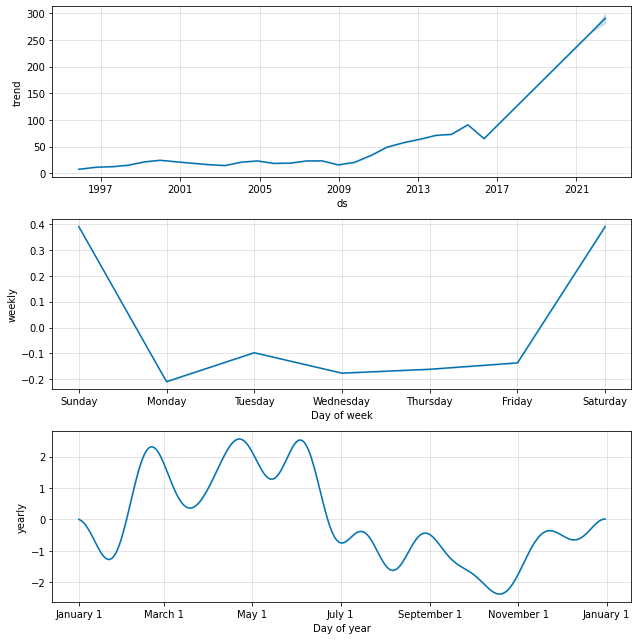 300
250
200
150
100
50
0
trend
1997 2001 2005 2009 2013 2017 2021
ds
0.4
0.3
0.2
0.1
0.0
−0.1
−0.2
weekly
Sunday Monday Tuesday Wednesday Thursday Friday Saturday
Day of week
2
1
0
−1
−2
yearly
January 1 March 1 May 1 July 1 September 1 November 1 January 1
Day of year